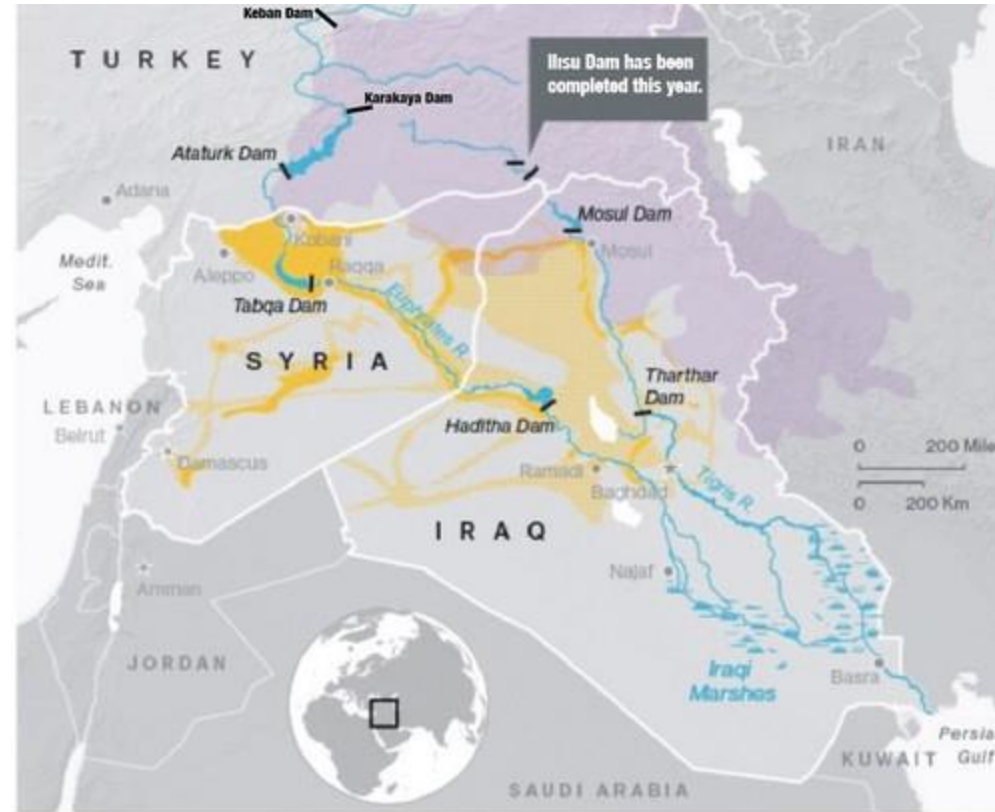 Keban Dam
TURKEY
Ilısu Dam has been
completed this year.
Karakaya Dam
IRAN
Ataturk Dam
Adana
Mosul Dam
Kobani
Mosul
Medit.
Sea
Aleppo
Raqqa
Tabqa Dam
Euphrates R.
SYRIA
Tharthar
Dam
LEBANON
Beirut
Haditha Dam
0 200 Mile
Damascus
Ramadi
Baghdad
Tigris R.
0 200 Km
IRAQ
Najaf
Amman
JORDAN
Iraqi
Marshes
Basra
Persia
Gulf
KUWAIT
SAUDI ARABIA